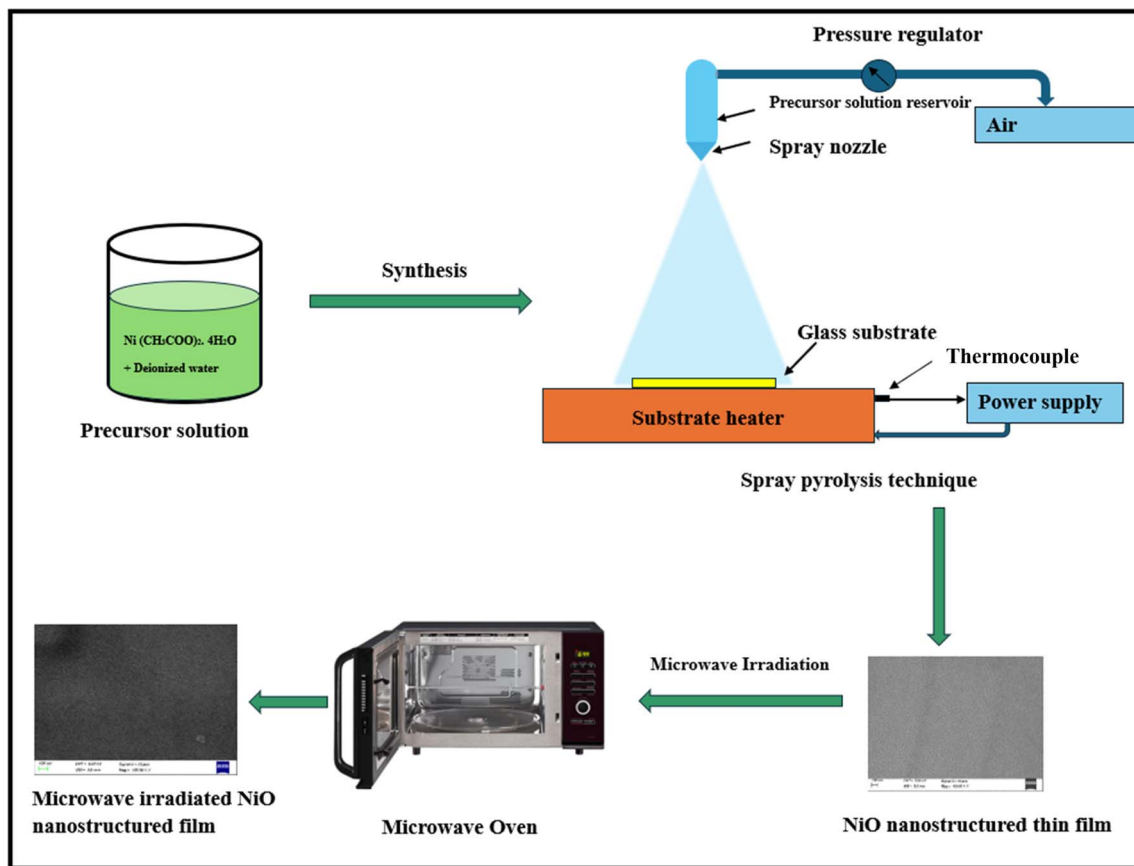 Pressure regulator
Precursor solution reservoir
Air
Spray nozzle
Synthesis
Ni (CH₃COO)₂. 4H₂O
+ Deionized water
Glass substrate
Thermocouple
Substrate heater
Power supply
Precursor solution
Spray pyrolysis technique
Microwave Irradiation
Microwave irradiated NiO
nanostructured film
Microwave Oven
NiO nanostructured thin film